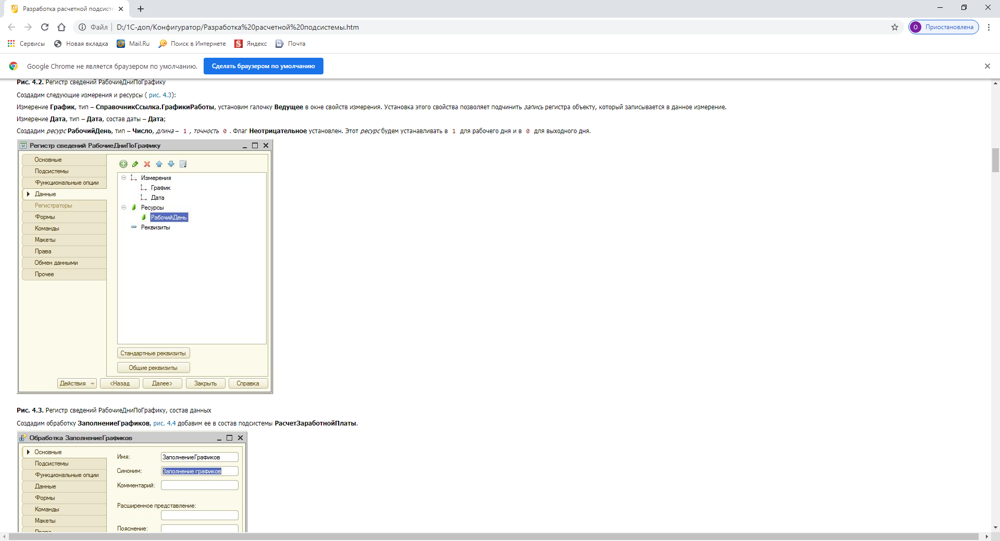 Разработка расчетной подсисте
Файл
D:/1С-доп/Конфигуратор/Разработка%20расчетной%20подсистемы.htm
О Приостановлена
Сервисы
Новая вкладка
Mail.Ru
Поиск в Интернете
Яндекс
Почта
Google Chrome не является браузером по умолчанию.
Сделать браузером по умолчанию
Рис. 4.2. Регистр сведений РабочиеДниПоГрафику
Создадим следующие измерения и ресурсы ( рис. 4.3):
Измерение График, тип – СправочникСсылка.ГрафикиРаботы, установим галочку Ведущее в окне свойств измерения. Установка этого свойства позволяет подчинить запись регистра объекту, который записывается в данное измерение.
Измерение Дата, тип – Дата, состав даты – Дата;
Создадим ресурс РабочийДень, тип – Число, длина – 1 , точность 0 . Флаг Неотрицательное установлен. Этот ресурс будем устанавливать в 1 для рабочего дня и в 0 для выходного дня.
Регистр сведений РабочиеДниПоГрафику
Основные
Подсистемы
Функциональные опции
Данные
Регистраторы
Формы
Команды
Макеты
Права
Обмен данными
Прочее
Измерения
График
Дата
Ресурсы
РабочийДень
Реквизиты
Стандартные реквизиты
Общие реквизиты
Действия
<Назад
Далее>
Закрыть
Справка
Рис. 4.3. Регистр сведений РабочиеДниПоГрафику, состав данных
Создадим обработку ЗаполнениеГрафиков, рис. 4.4 добавим ее в состав подсистемы РасчетЗаработнойПлаты.
Обработка ЗаполнениеГрафиков
Основные
Подсистемы
Функциональные опции
Данные
Формы
Команды
Макеты
Права
Имя: ЗаполнениеГрафиков
Синоним: Заполнение графиков
Комментарий:
Расширенное представление:
Пояснение: